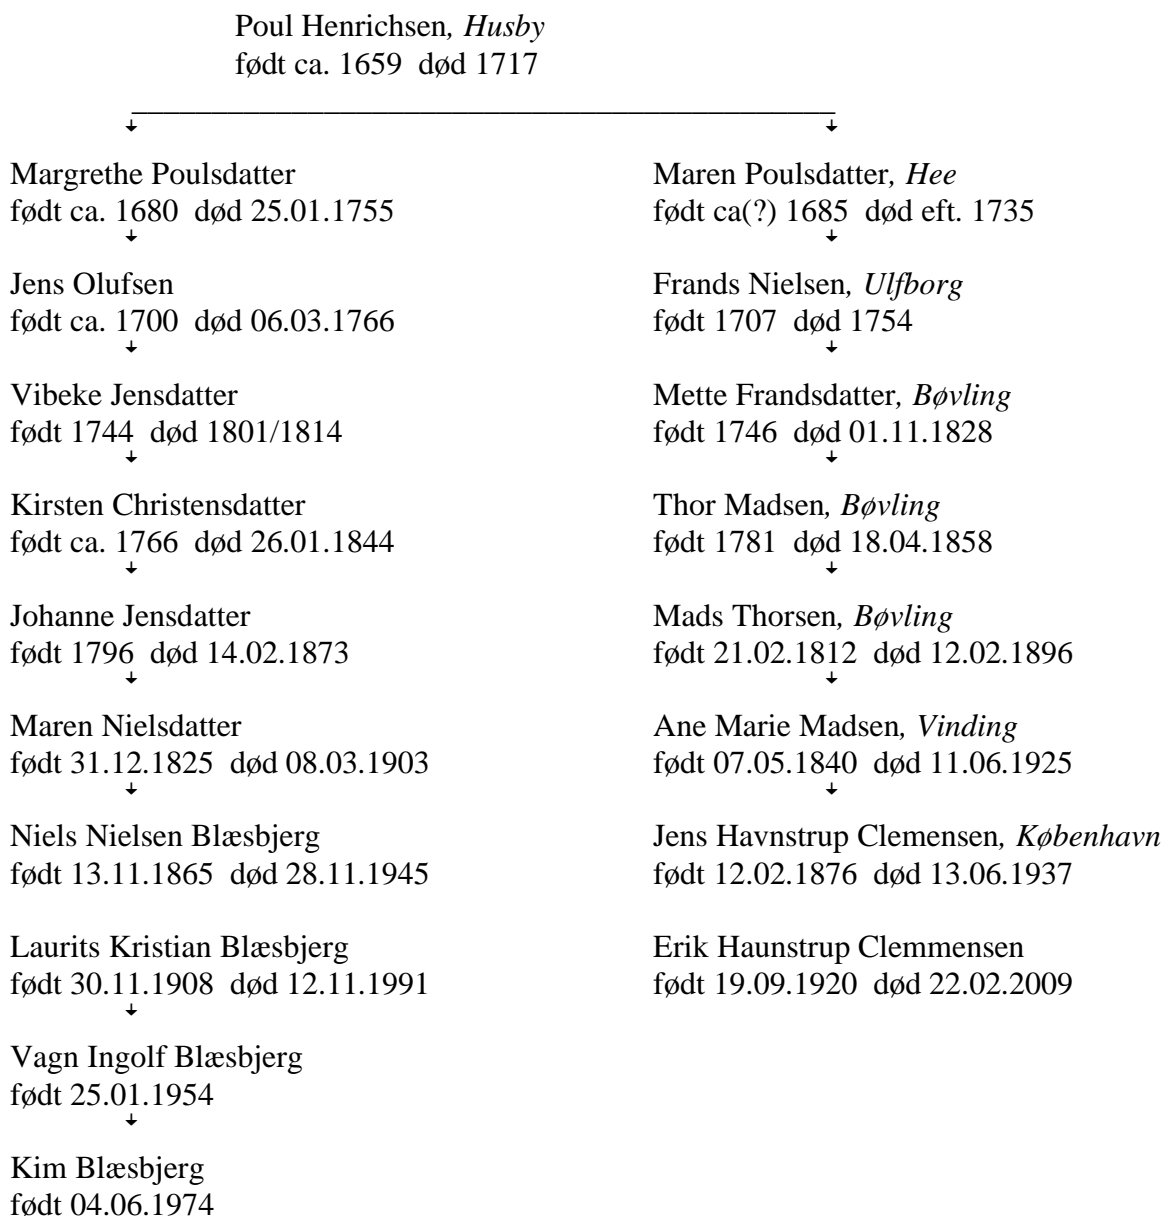 Poul Henrichsen, Husby
født ca. 1659  død 1717
Margrethe Poulsdatter
født ca. 1680  død 25.01.1755
Jens Olufsen
født ca. 1700  død 06.03.1766
Vibeke Jensdatter
født 1744  død 1801/1814
Kirsten Christensdatter
født ca. 1766  død 26.01.1844
Johanne Jensdatter
født 1796  død 14.02.1873
Maren Nielsdatter
født 31.12.1825  død 08.03.1903
Niels Nielsen Blæsbjerg
født 13.11.1865  død 28.11.1945
Laurits Kristian Blæsbjerg
født 30.11.1908  død 12.11.1991
Vagn Ingolf Blæsbjerg
født 25.01.1954
Kim Blæsbjerg
født 04.06.1974
Maren Poulsdatter, Hee
født ca(?) 1685  død eft. 1735
Frands Nielsen, Ulfborg
født 1707  død 1754
Mette Frandsdatter, Bøvling
født 1746  død 01.11.1828
Thor Madsen, Bøvling
født 1781  død 18.04.1858
Mads Thorsen, Bøvling
født 21.02.1812  død 12.02.1896
Ane Marie Madsen, Vinding
født 07.05.1840  død 11.06.1925
Jens Havnstrup Clemensen, København
født 12.02.1876  død 13.06.1937
Erik Haunstrup Clemmensen
født 19.09.1920  død 22.02.2009